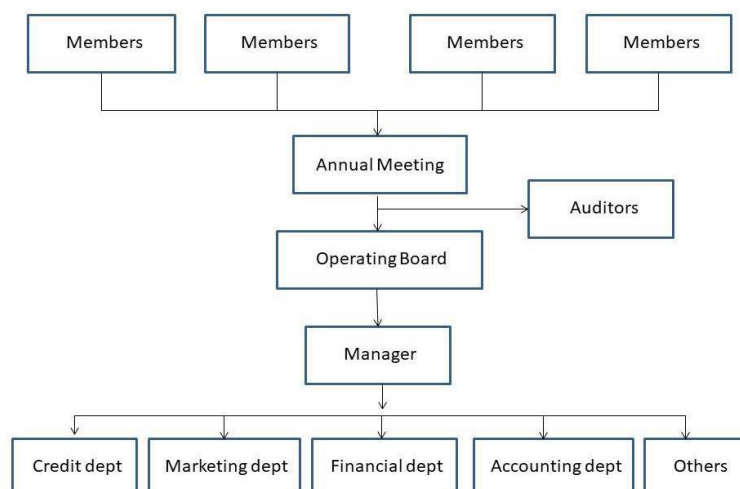 Members
Members
Members
Members
Annual Meeting
Auditors
Operating Board
Manager
Credit dept
Marketing dept
Financial dept
Accounting dept
Others